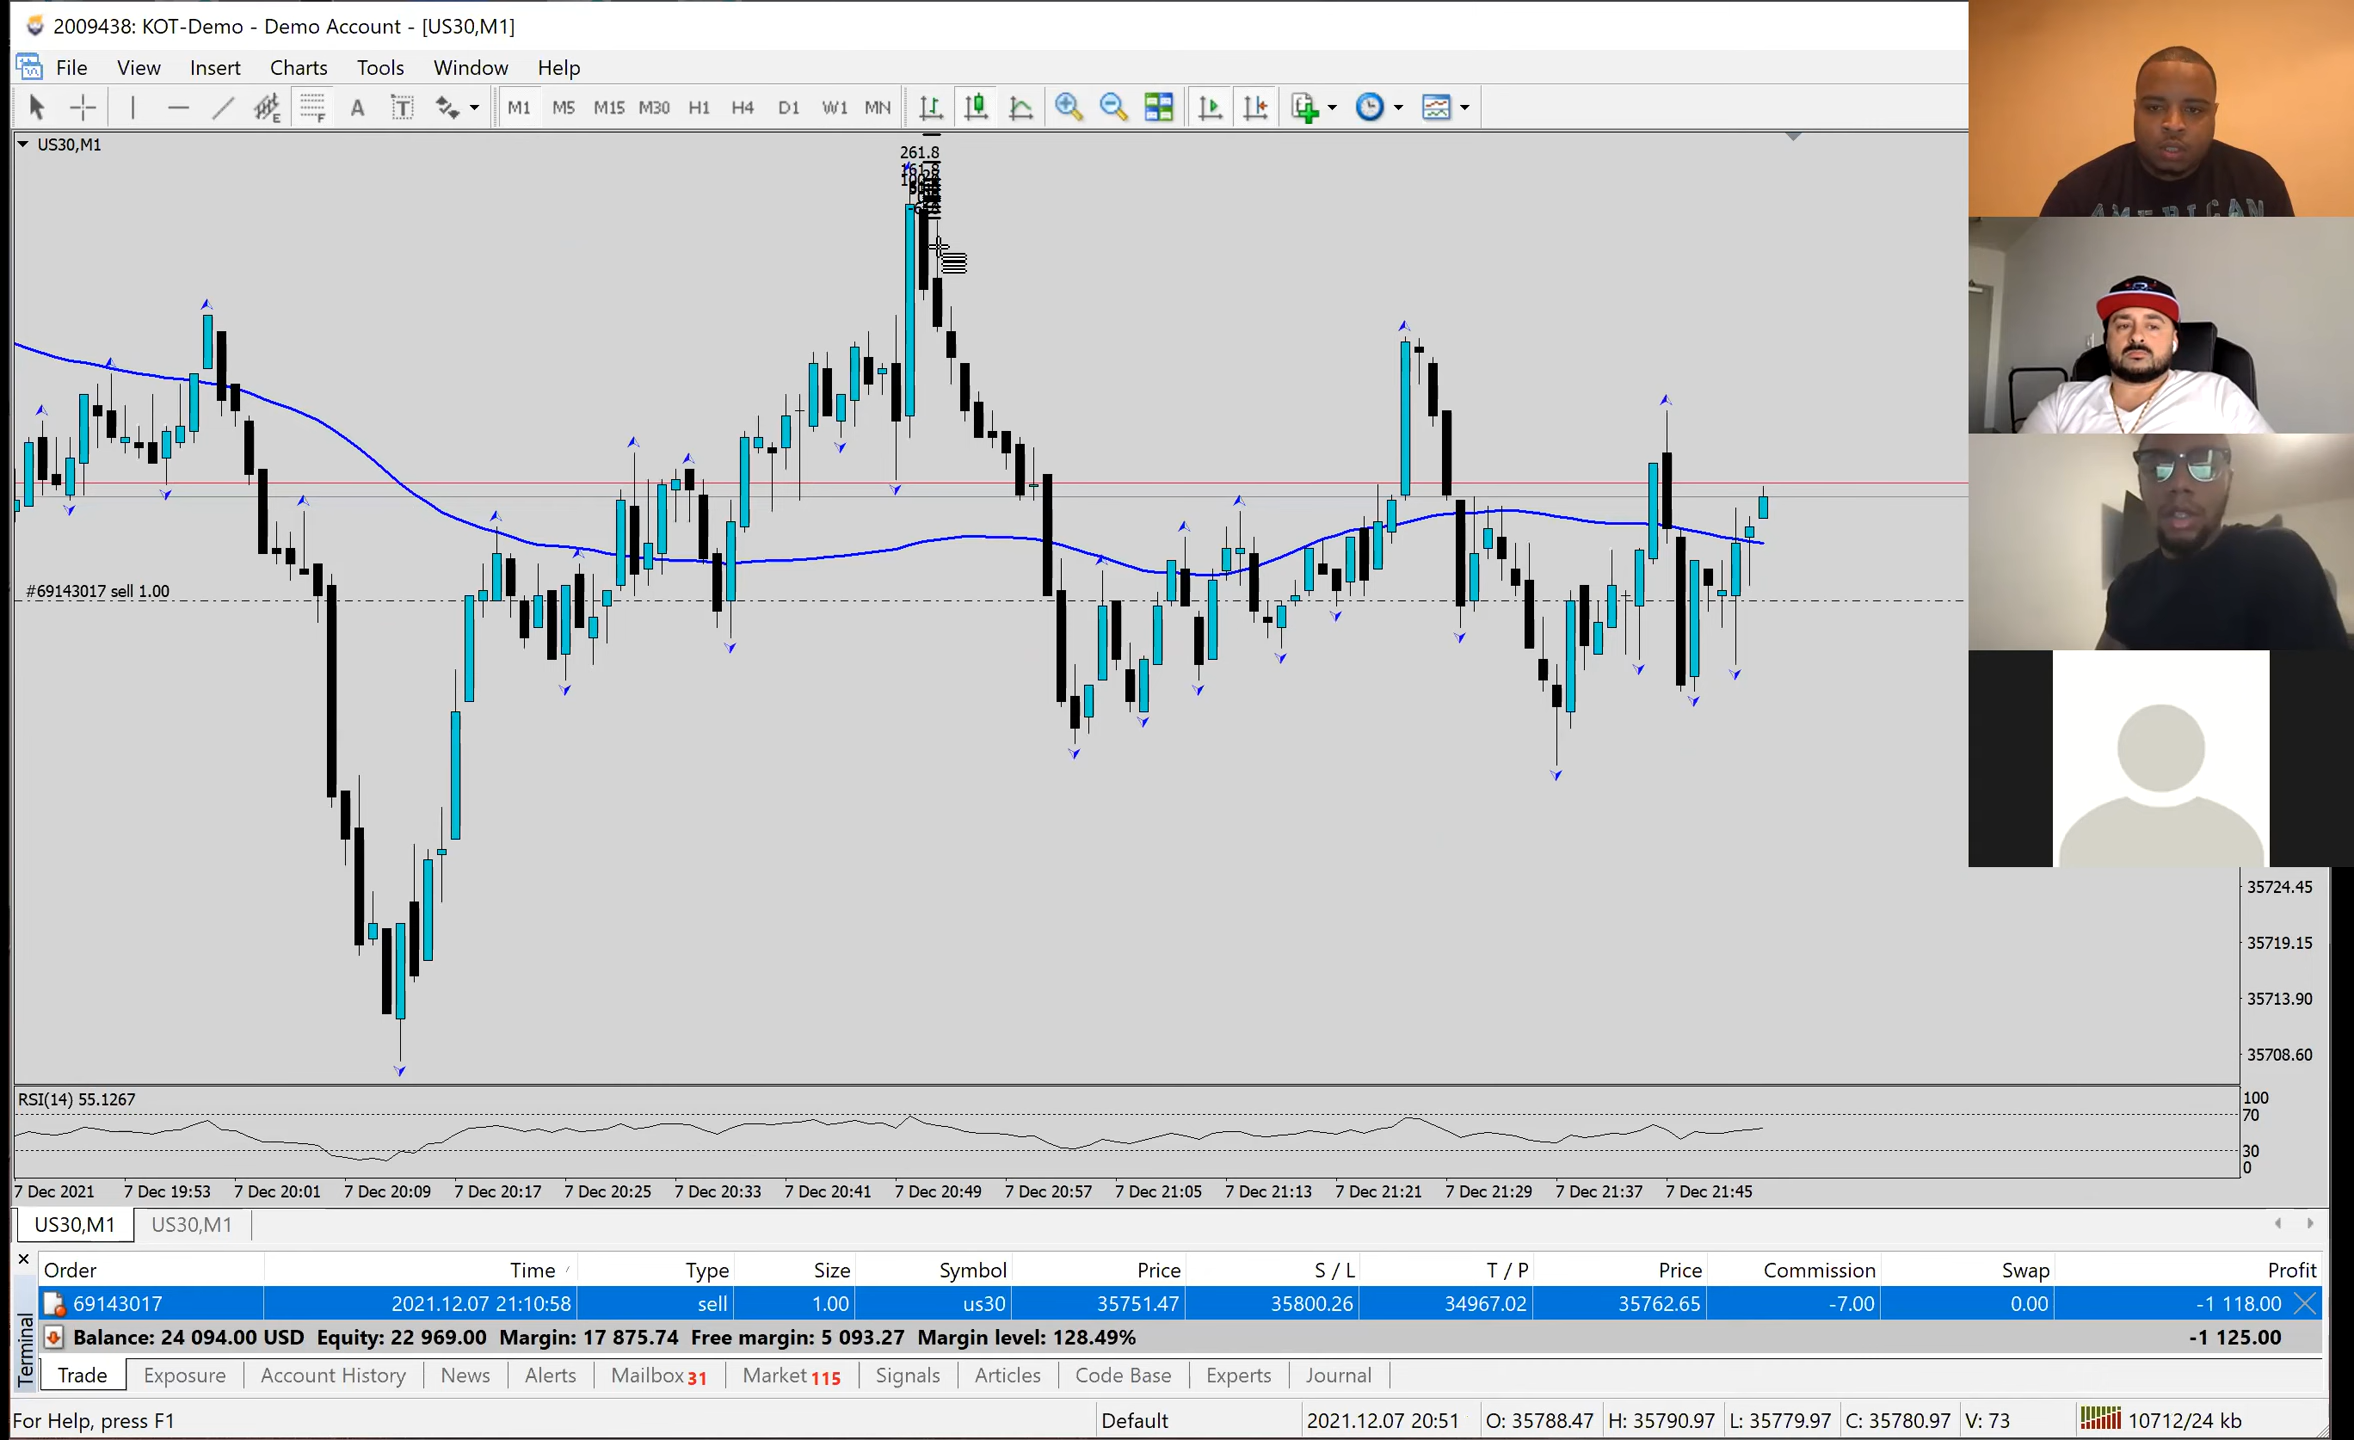 2009438: KOT-Demo - Demo Account - [US30,M1]
File View Insert Charts Tools Window Help
E F A T M1 M5 M15 M30 H1 H4 D1 W1 MN
US30,M1
261.8
161.8
AMERICAN
#69143017 sell 1.00
35724.45
35719.15
35713.90
35708.60
RSI(14) 55.1267
100
70
30
0
7 Dec 2021 7 Dec 19:53 7 Dec 20:01 7 Dec 20:09 7 Dec 20:17 7 Dec 20:25 7 Dec 20:33 7 Dec 20:41 7 Dec 20:49 7 Dec 20:57 7 Dec 21:05 7 Dec 21:13 7 Dec 21:21 7 Dec 21:29 7 Dec 21:37 7 Dec 21:45
US30,M1 US30,M1
Order Time Type Size Symbol Price S / L T / P Price Commission Swap Profit
69143017 2021.12.07 21:10:58 sell 1.00 us30 35751.47 35800.26 34967.02 35762.65 -7.00 0.00 -1 118.00
Balance: 24 094.00 USD Equity: 22 969.00 Margin: 17 875.74 Free margin: 5 093.27 Margin level: 128.49% -1 125.00
Terminal
Trade Exposure Account History News Alerts Mailbox 31 Market 115 Signals Articles Code Base Experts Journal
For Help, press F1 Default 2021.12.07 20:51 O: 35788.47 H: 35790.97 L: 35779.97 C: 35780.97 V: 73 10712/24 kb